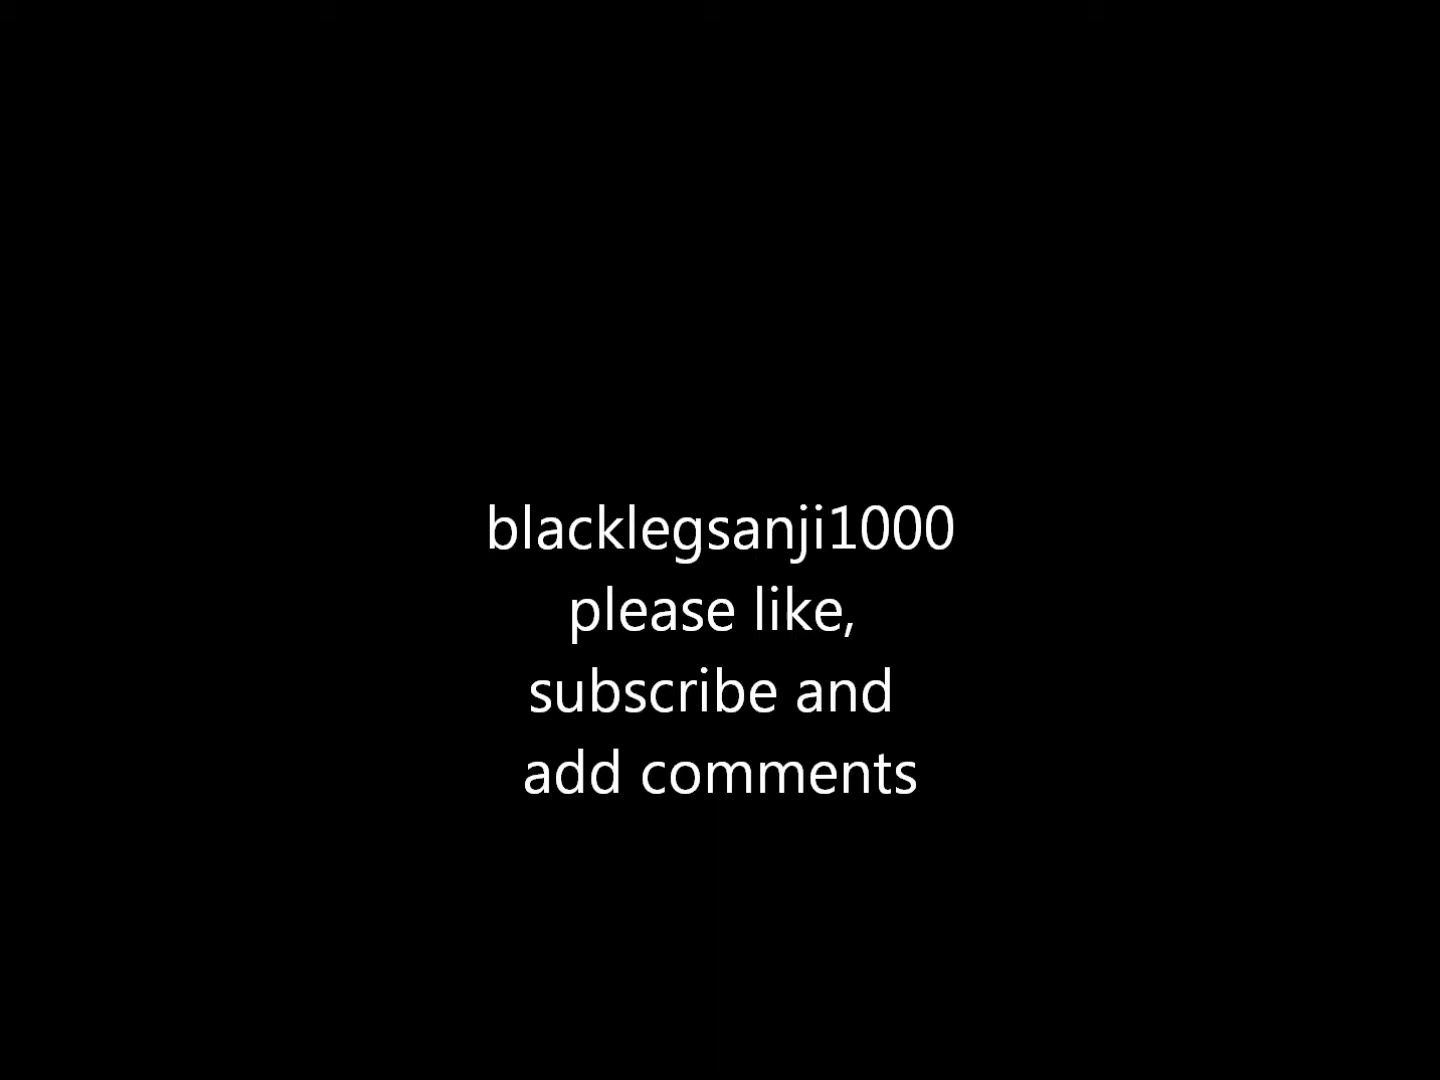 blacklegsanji1000
please like,
subscribe and
add comments